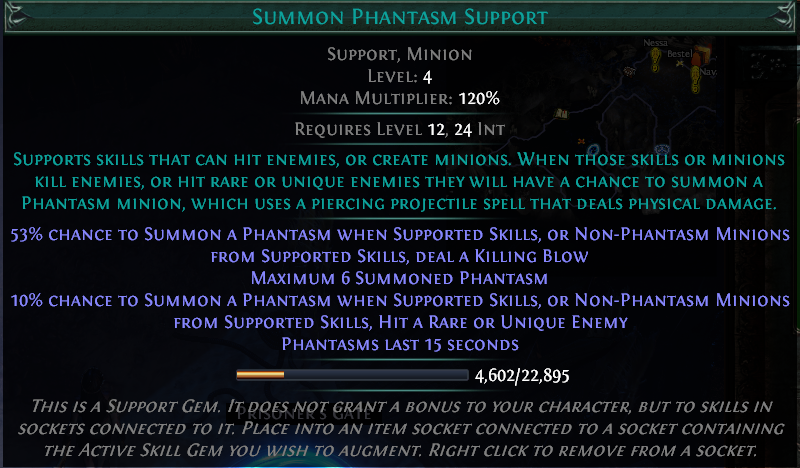 SUMMON PHANTASM SUPPORT
Nessa
Bestel
Nav
SUPPORT, MINION
LEVEL: 4
MANA MULTIPLIER: 120%
REQUIRES LEVEL 12, 24 INT
SUPPORTS SKILLS THAT CAN HIT ENEMIES, OR CREATE MINIONS. WHEN THOSE SKILLS OR MINIONS
KILL ENEMIES, OR HIT RARE OR UNIQUE ENEMIES THEY WILL HAVE A CHANCE TO SUMMON A
PHANTASM MINION, WHICH USES A PIERCING PROJECTILE SPELL THAT DEALS PHYSICAL DAMAGE.
53% CHANCE TO SUMMON A PHANTASM WHEN SUPPORTED SKILLS, OR NON-PHANTASM MINIONS
FROM SUPPORTED SKILLS, DEAL A KILLING BLOW
MAXIMUM 6 SUMMONED PHANTASM
10% CHANCE TO SUMMON A PHANTASM WHEN SUPPORTED SKILLS, OR NON-PHANTASM MINIONS
FROM SUPPORTED SKILLS, HIT A RARE OR UNIQUE ENEMY
PHANTASMS LAST 15 SECONDS
4,602/22,895
PRISONER'S GATE
THIS IS A SUPPORT GEM. IT DOES NOT GRANT A BONUS TO YOUR CHARACTER, BUT TO SKILLS IN
SOCKETS CONNECTED TO IT. PLACE INTO AN ITEM SOCKET CONNECTED TO A SOCKET CONTAINING
THE ACTIVE SKILL GEM YOU WISH TO AUGMENT. RIGHT CLICK TO REMOVE FROM A SOCKET.